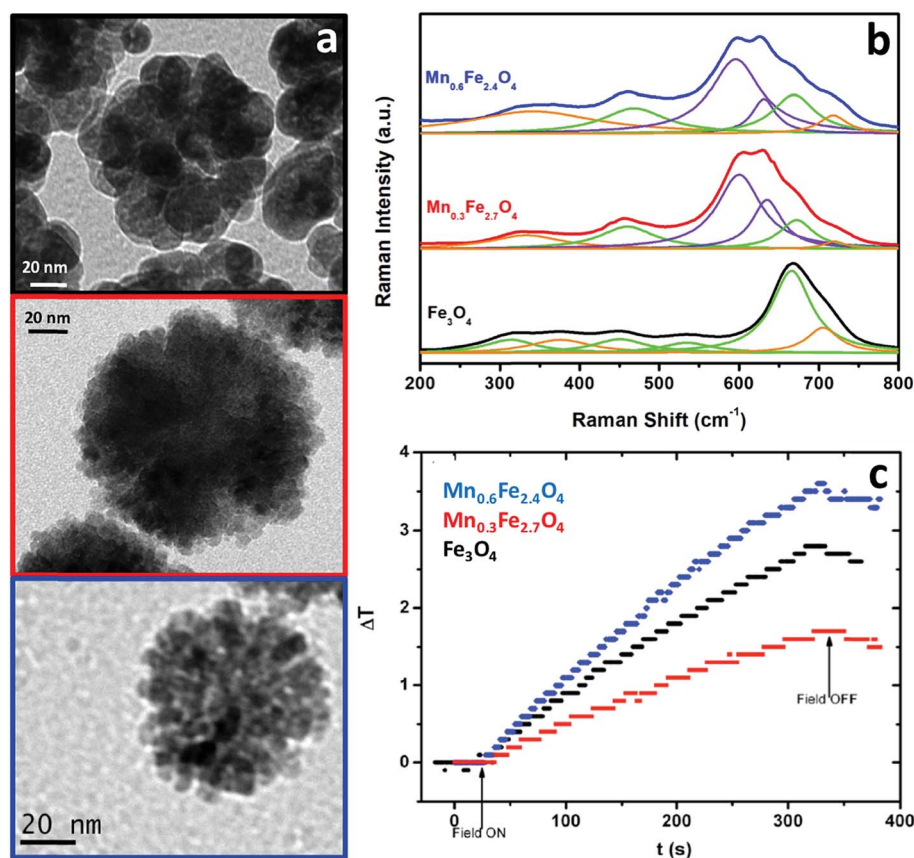 a
20 nm
20 nm
20 nm
b
Raman Intensity (a.u.)
Mn0.6Fe2.4O4
Mn0.3Fe2.7O4
Fe3O4
200 300 400 500 600 700 800
Raman Shift (cm-1)
c
Mn0.6Fe2.4O4
Mn0.3Fe2.7O4
Fe3O4
ΔT
4
3
2
1
0
Field ON
Field OFF
0 100 200 300 400
t (s)